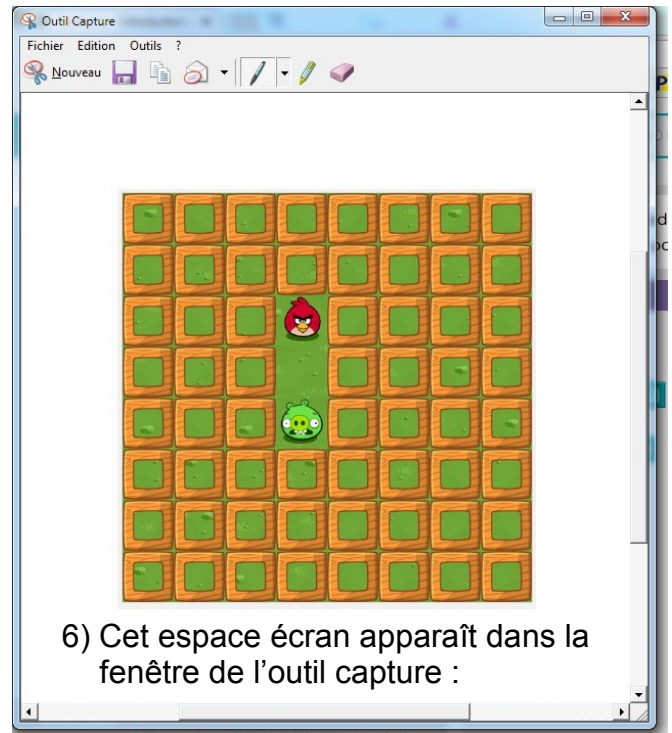 Outil Capture
Fichier Edition Outils ?
Nouveau
6) Cet espace écran apparaît dans la
fenêtre de l'outil capture :